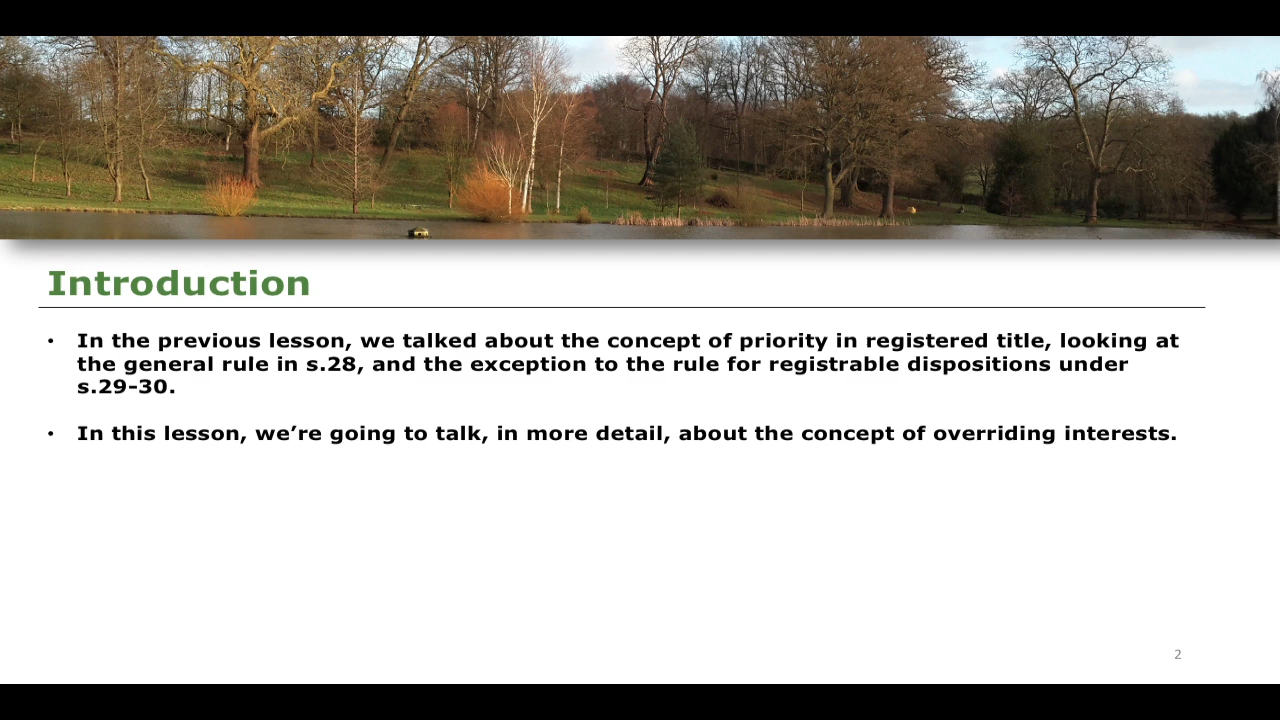 Introduction
• In the previous lesson, we talked about the concept of priority in registered title, looking at
the general rule in s.28, and the exception to the rule for registrable dispositions under
s.29-30.
• In this lesson, we’re going to talk, in more detail, about the concept of overriding interests.
2